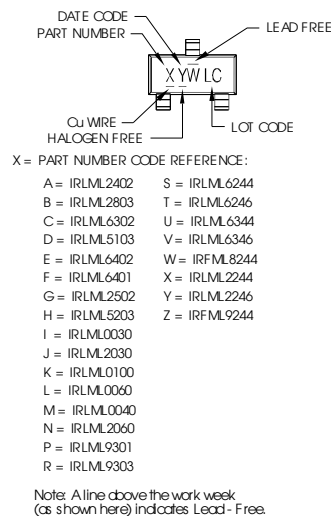 DATE CODE
PART NUMBER
LEAD FREE
X YW LC
Cu WIRE
HALOGEN FREE
LOT CODE
X = PART NUMBER CODE REFERENCE:
A = IRLML2402 S = IRLML6244
B = IRLML2803 T = IRLML6246
C = IRLML6302 U = IRLML6344
D = IRLML5103 V = IRLML6346
E = IRLML6402 W = IRFML8244
F = IRLML6401 X = IRLML2244
G = IRLML2502 Y = IRLML2246
H = IRLML5203 Z = IRFML9244
I = IRLML0030
J = IRLML2030
K = IRLML0100
L = IRLML0060
M = IRLML0040
N = IRLML2060
P = IRLML9301
R = IRLML9303
Note: A line above the work week
(as shown here) indicates Lead - Free.